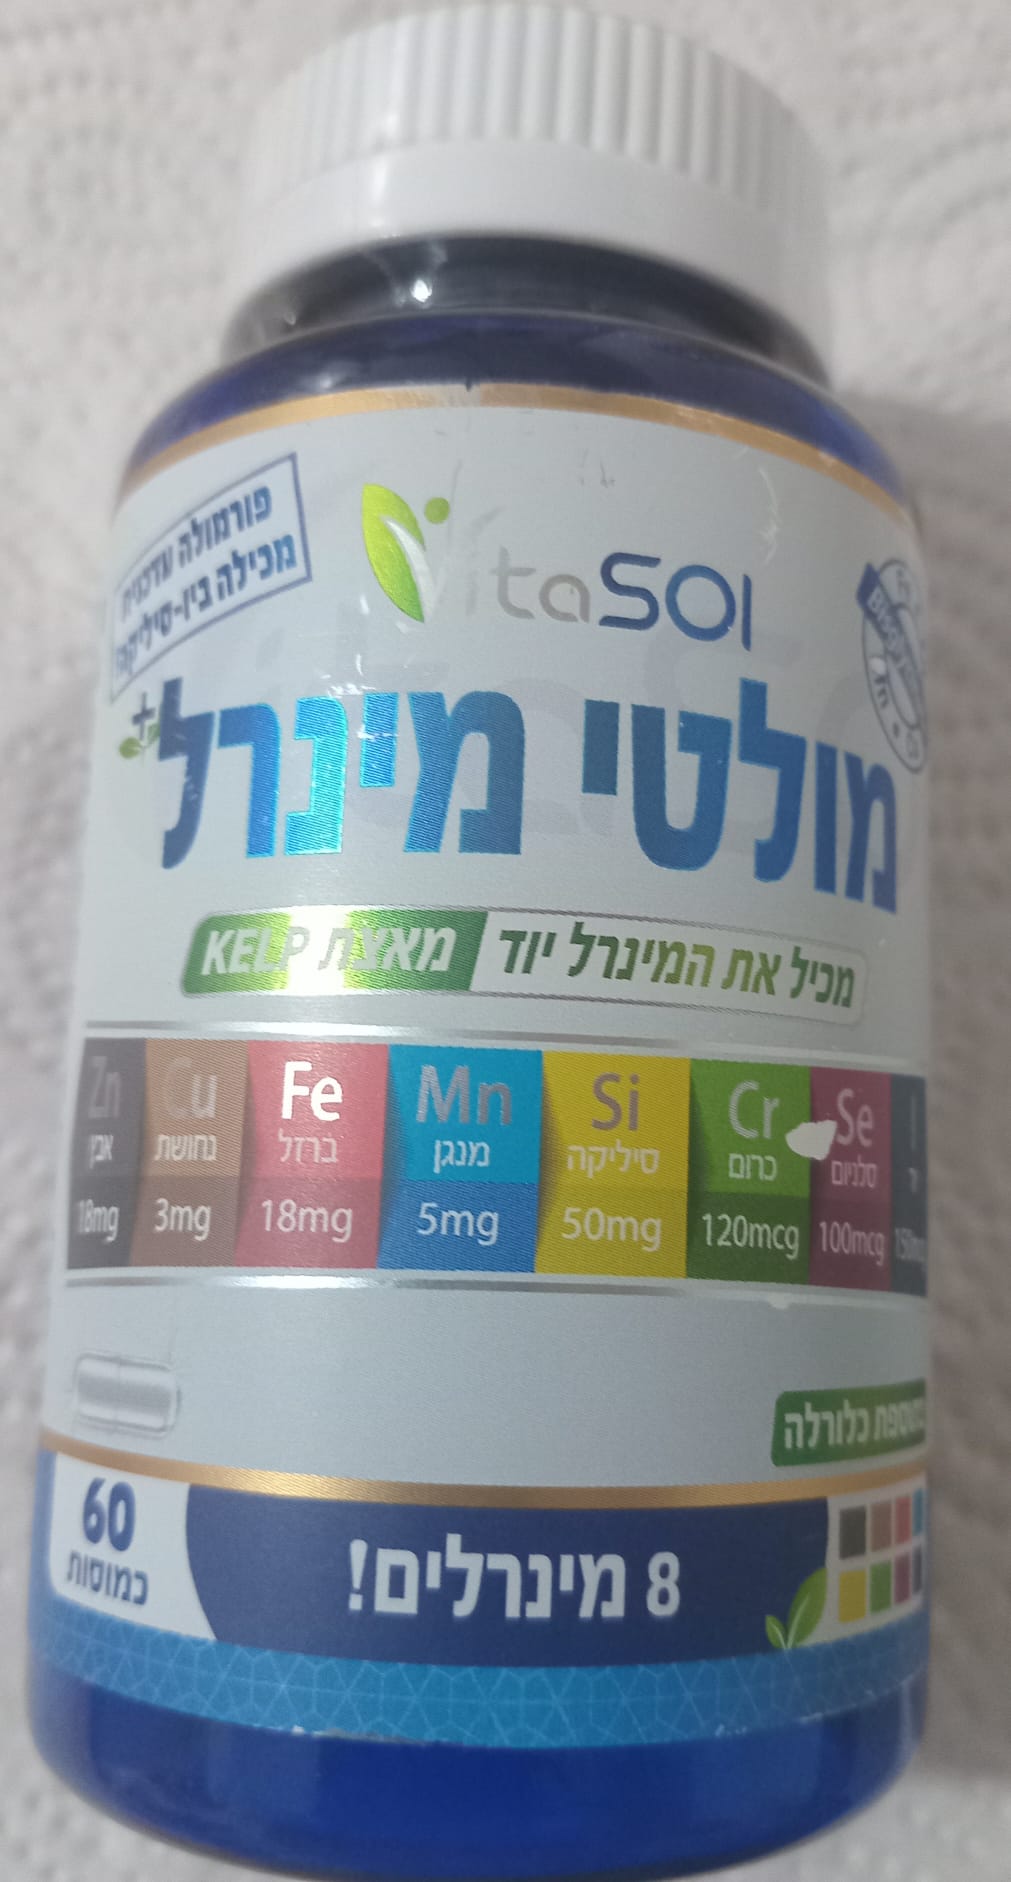 פורמולה עדכנית
מכילה ביו-סיליקה!
VitaSOl
מולטי מינרל+
מכיל את המינרל יוד מאצת KELP
Zn Cu Fe Mn Si Cr Se I
אבץ נחושת ברזל מנגן סיליקה כרום סלניום יוד
18mg 3mg 18mg 5mg 50mg 120mcg 100mcg
בתוספת כלורלה
60
כמוסות
8 מינרלים!